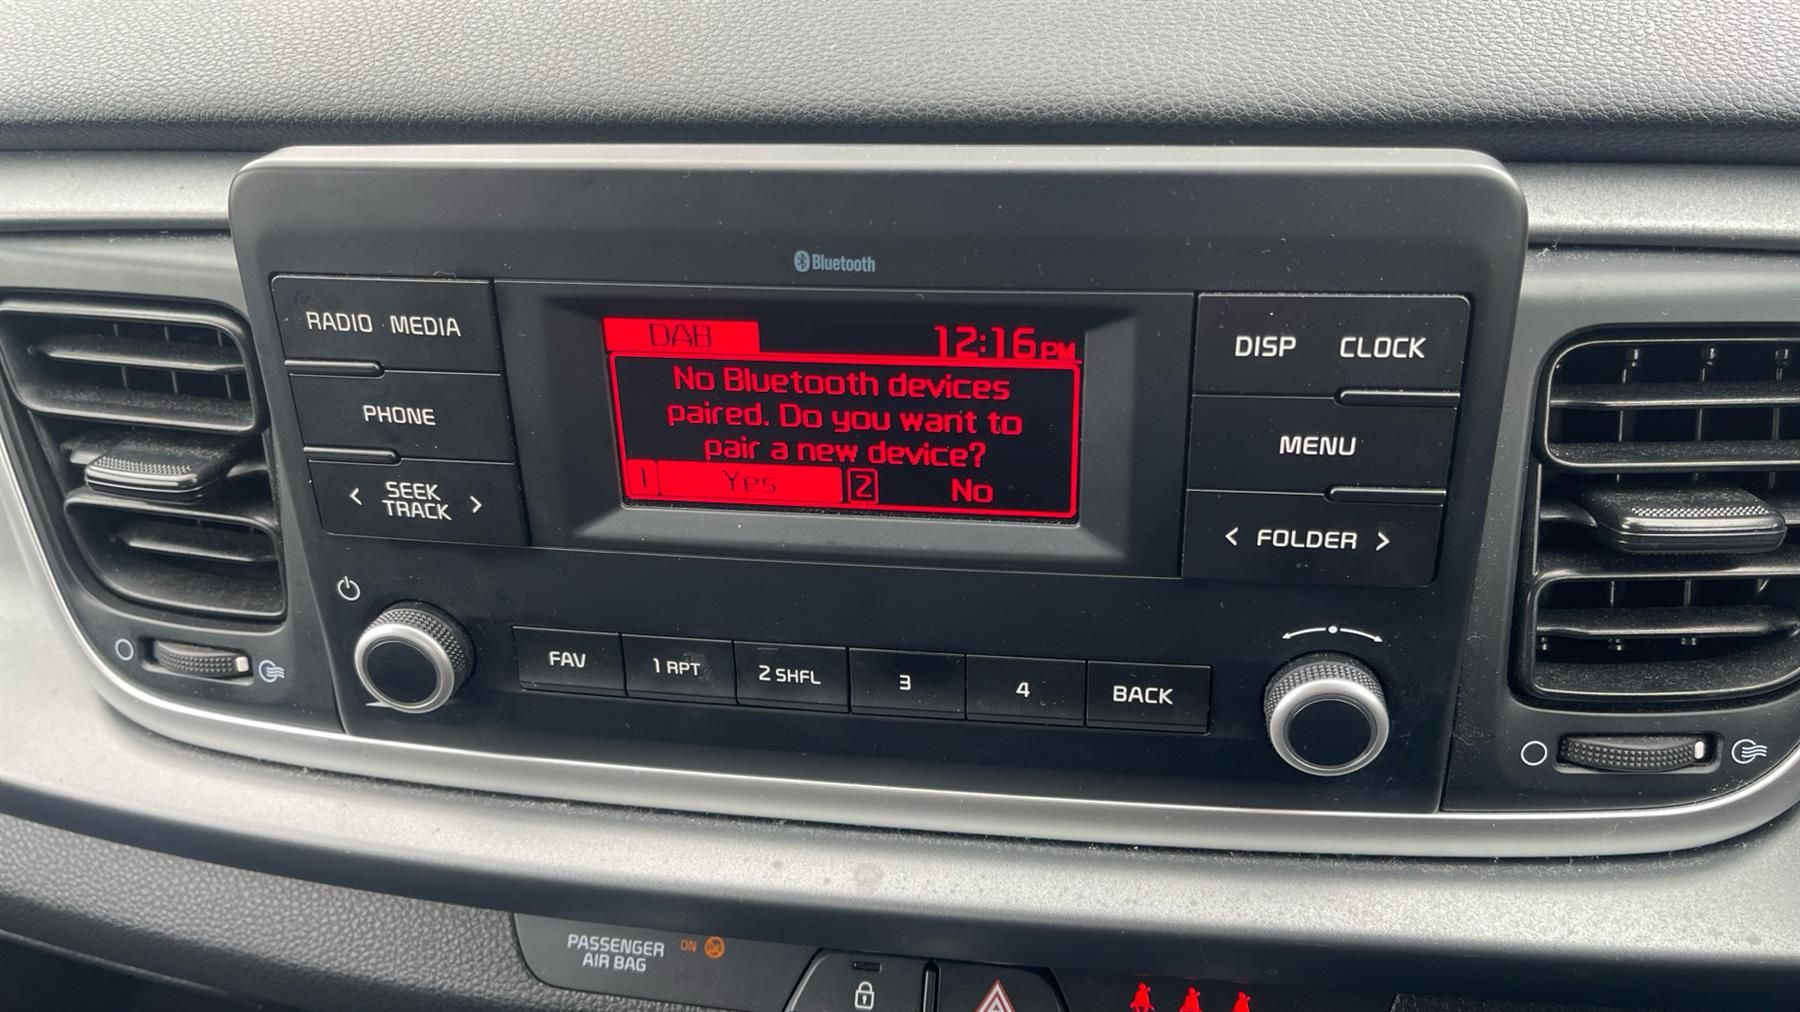 Bluetooth
RADIO MEDIA
PHONE
< SEEK >
TRACK
DAB
12:16PM
No Bluetooth devices
paired. Do you want to
pair a new device?
1 Yes 2 No
DISP CLOCK
MENU
< FOLDER >
FAV
1 RPT
2 SHFL
3
4
BACK
PASSENGER
AIR BAG
ON